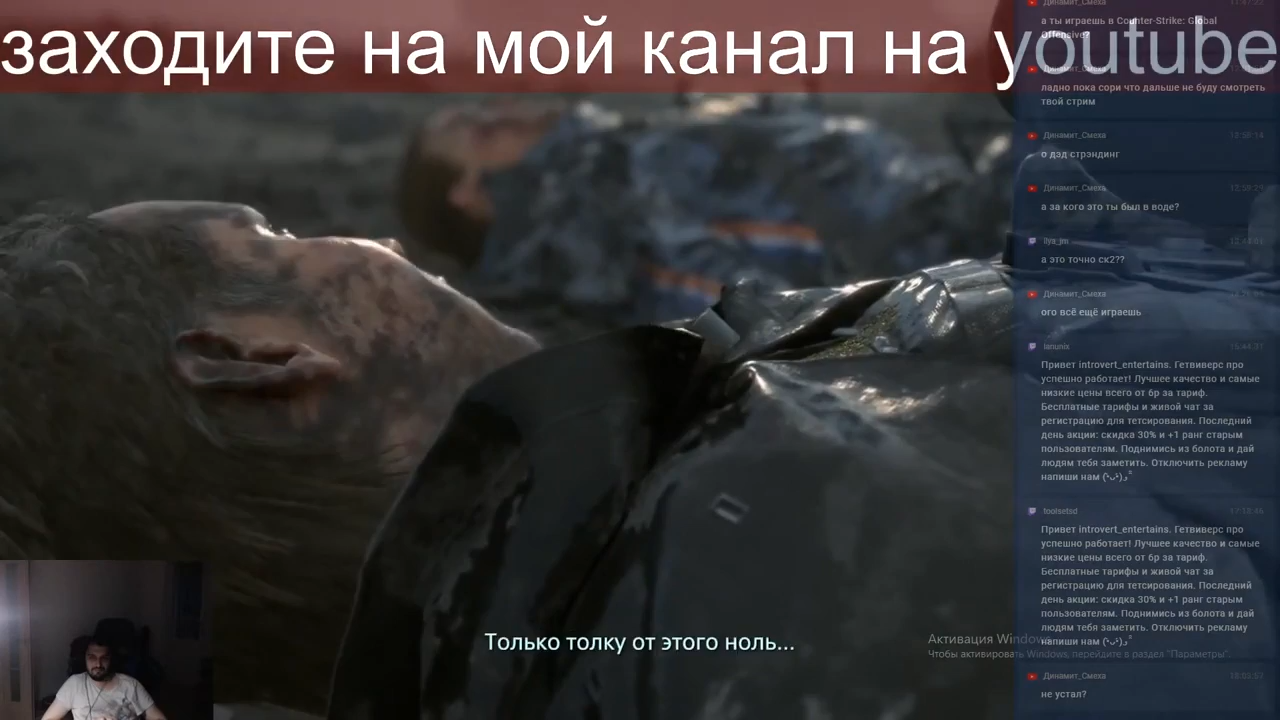 заходите на мой канал на youtube
Динамит_Смеха
а ты играешь в Counter-Strike: Global
Offensive?
Динамит_Смеха
ладно пока сори что дальше не буду смотреть
твой стрим
Динамит_Смеха
о дэд стрэндинг
Динамит_Смеха
а за кого это ты был в воде?
ilya_jm
а это точно ск2??
Динамит_Смеха
ого всё ещё играешь
ianunix
Привет introvert_entertains. Гетвиверс про
успешно работает! Лучшее качество и самые
низкие цены всего от 6р за тариф.
Бесплатные тарифы и живой чат за
регистрацию для тетсирования. Последний
день акции: скидка 30% и +1 ранг старым
пользователям. Поднимись из болота и дай
людям тебя заметить. Отключить рекламу
напиши нам
toolsetsd 17:12:46
Привет introvert_entertains. Гетвиверс про
успешно работает! Лучшее качество и самые
низкие цены всего от 6р за тариф.
Бесплатные тарифы и живой чат за
регистрацию для тетсирования. Последний
день акции: скидка 30% и +1 ранг старым
пользователям. Поднимись из болота и дай
людям тебя заметить. Отключить рекламу
напиши нам
Динамит_Смеха
не устал?
Только толку от этого ноль...
Активация Windows
Чтобы активировать Windows, перейдите в раздел "Параметры".